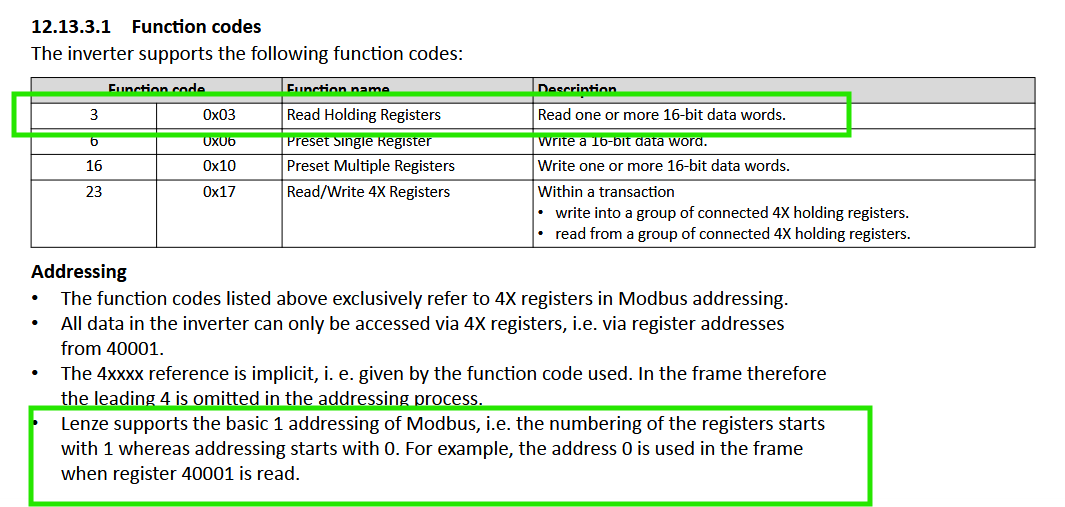 12.13.3.1 Function codes
The inverter supports the following function codes:
Function code Function name Description
3 0x03 Read Holding Registers Read one or more 16-bit data words.
6 0x06 Preset Single Register Write a 16-bit data word.
16 0x10 Preset Multiple Registers Write one or more 16-bit data words.
23 0x17 Read/Write 4X Registers Within a transaction
• write into a group of connected 4X holding registers.
• read from a group of connected 4X holding registers.
Addressing
• The function codes listed above exclusively refer to 4X registers in Modbus addressing.
• All data in the inverter can only be accessed via 4X registers, i.e. via register addresses
from 40001.
• The 4xxxx reference is implicit, i. e. given by the function code used. In the frame therefore
the leading 4 is omitted in the addressing process.
• Lenze supports the basic 1 addressing of Modbus, i.e. the numbering of the registers starts
with 1 whereas addressing starts with 0. For example, the address 0 is used in the frame
when register 40001 is read.